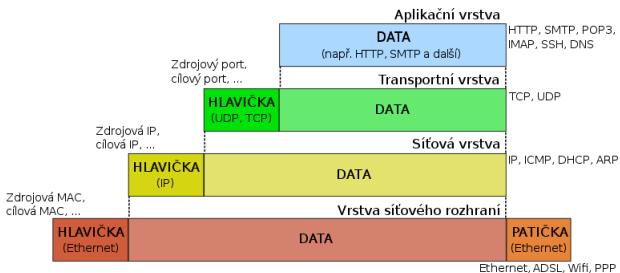 Aplikační vrstva
DATA
(např. HTTP, SMTP a další)
HTTP, SMTP, POP3,
IMAP, SSH, DNS
Zdrojový port,
cílový port, ...
Transportní vrstva
HLAVIČKA
(UDP, TCP)
DATA
TCP, UDP
Zdrojová IP,
cílová IP, ...
Síťová vrstva
HLAVIČKA
(IP)
DATA
IP, ICMP, DHCP, ARP
Zdrojová MAC,
cílová MAC, ...
Vrstva síťového rozhraní
HLAVIČKA
(Ethernet)
DATA
PATIČKA
(Ethernet)
Ethernet, ADSL, Wifi, PPP